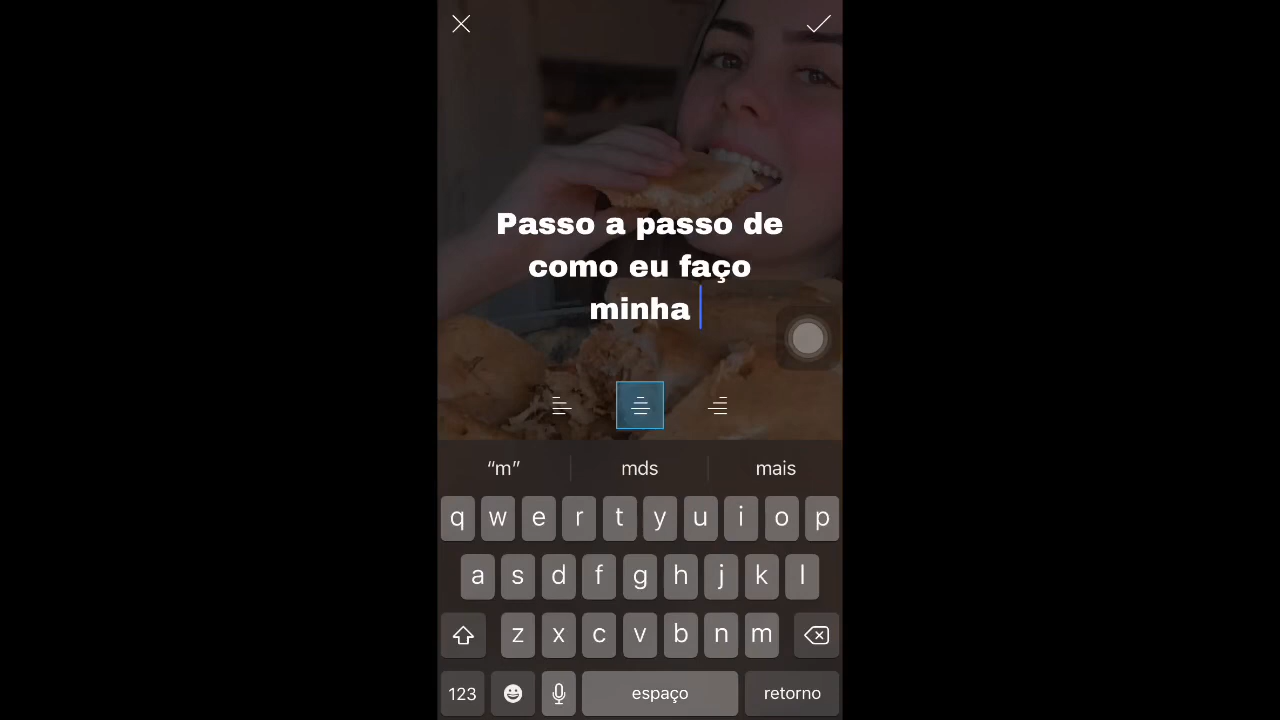 Passo a passo de
como eu faço
minha
“m” mds mais
q w e r t y u i o p
a s d f g h j k l
z x c v b n m
123 espaço retorno